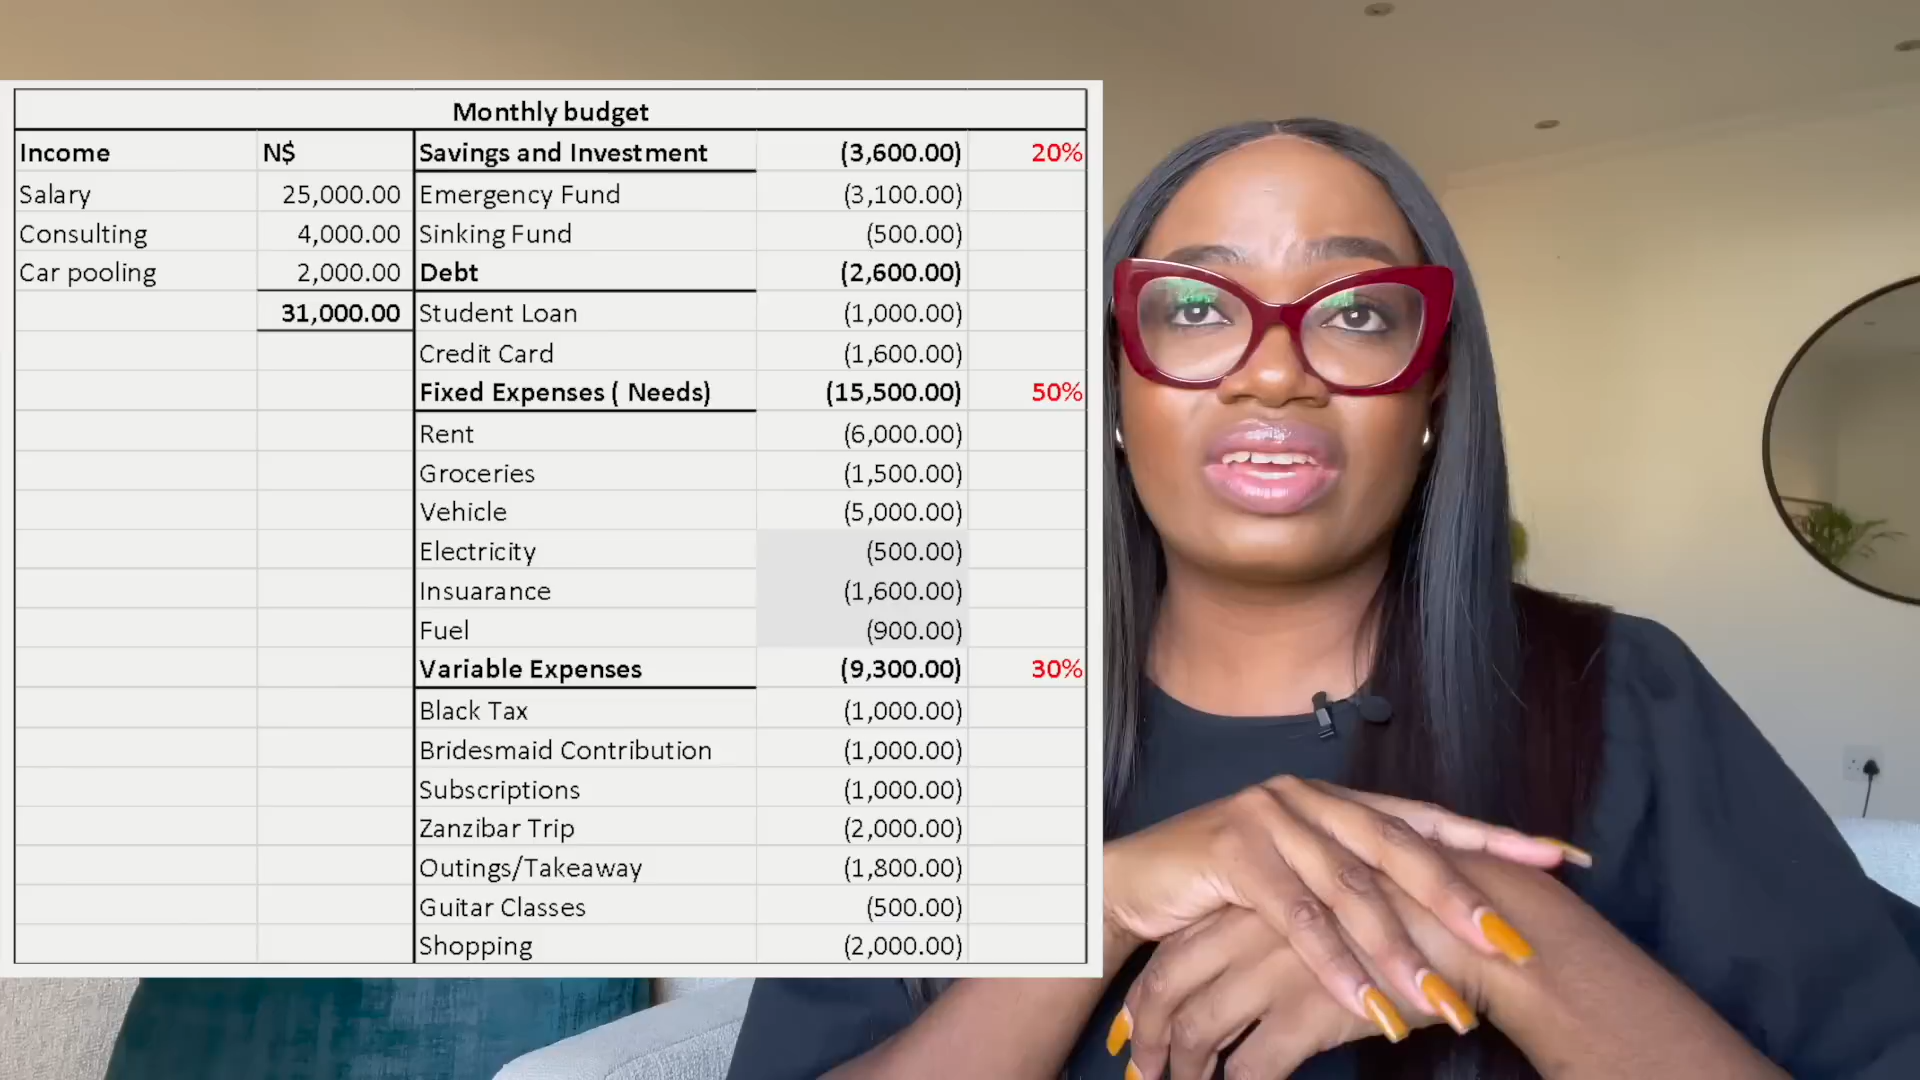 Monthly budget
Income N$ Savings and Investment (3,600.00) 20%
Salary 25,000.00 Emergency Fund (3,100.00)
Consulting 4,000.00 Sinking Fund (500.00)
Car pooling 2,000.00 Debt (2,600.00)
31,000.00 Student Loan (1,000.00)
Credit Card (1,600.00)
Fixed Expenses ( Needs) (15,500.00) 50%
Rent (6,000.00)
Groceries (1,500.00)
Vehicle (5,000.00)
Electricity (500.00)
Insuarance (1,600.00)
Fuel (900.00)
Variable Expenses (9,300.00) 30%
Black Tax (1,000.00)
Bridesmaid Contribution (1,000.00)
Subscriptions (1,000.00)
Zanzibar Trip (2,000.00)
Outings/Takeaway (1,800.00)
Guitar Classes (500.00)
Shopping (2,000.00)